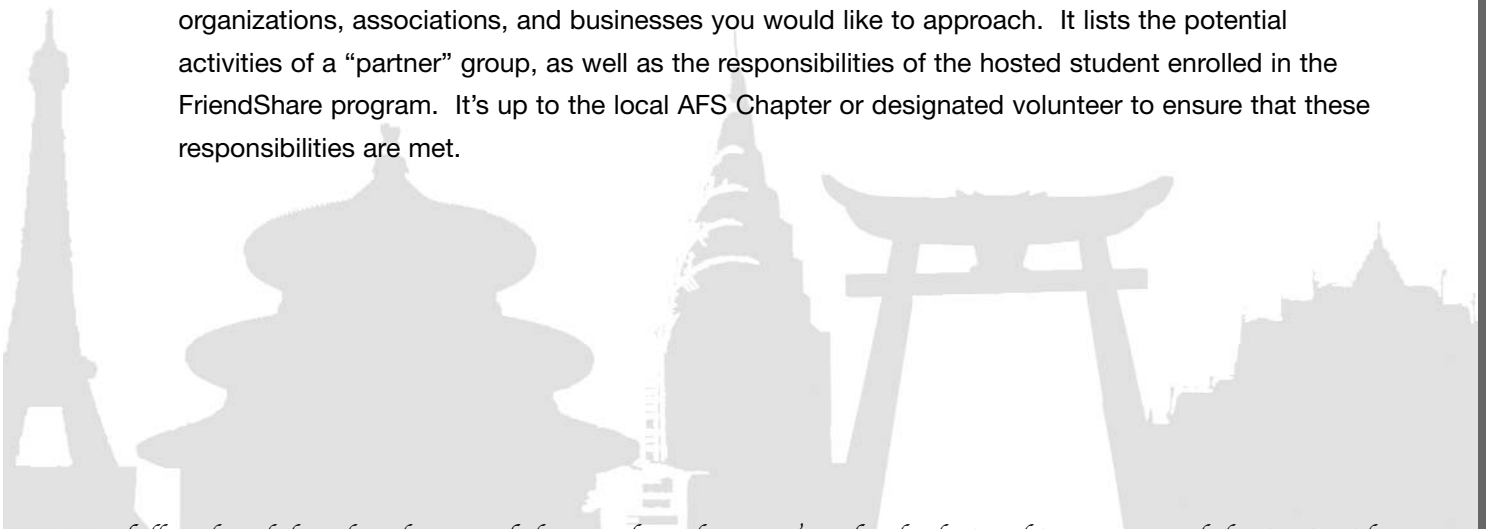 organizations, associations, and businesses you would like to approach.  It lists the potential
activities of a “partner” group, as well as the responsibilities of the hosted student enrolled in the
FriendShare program.  It’s up to the local AFS Chapter or designated volunteer to ensure that these
responsibilities are met.